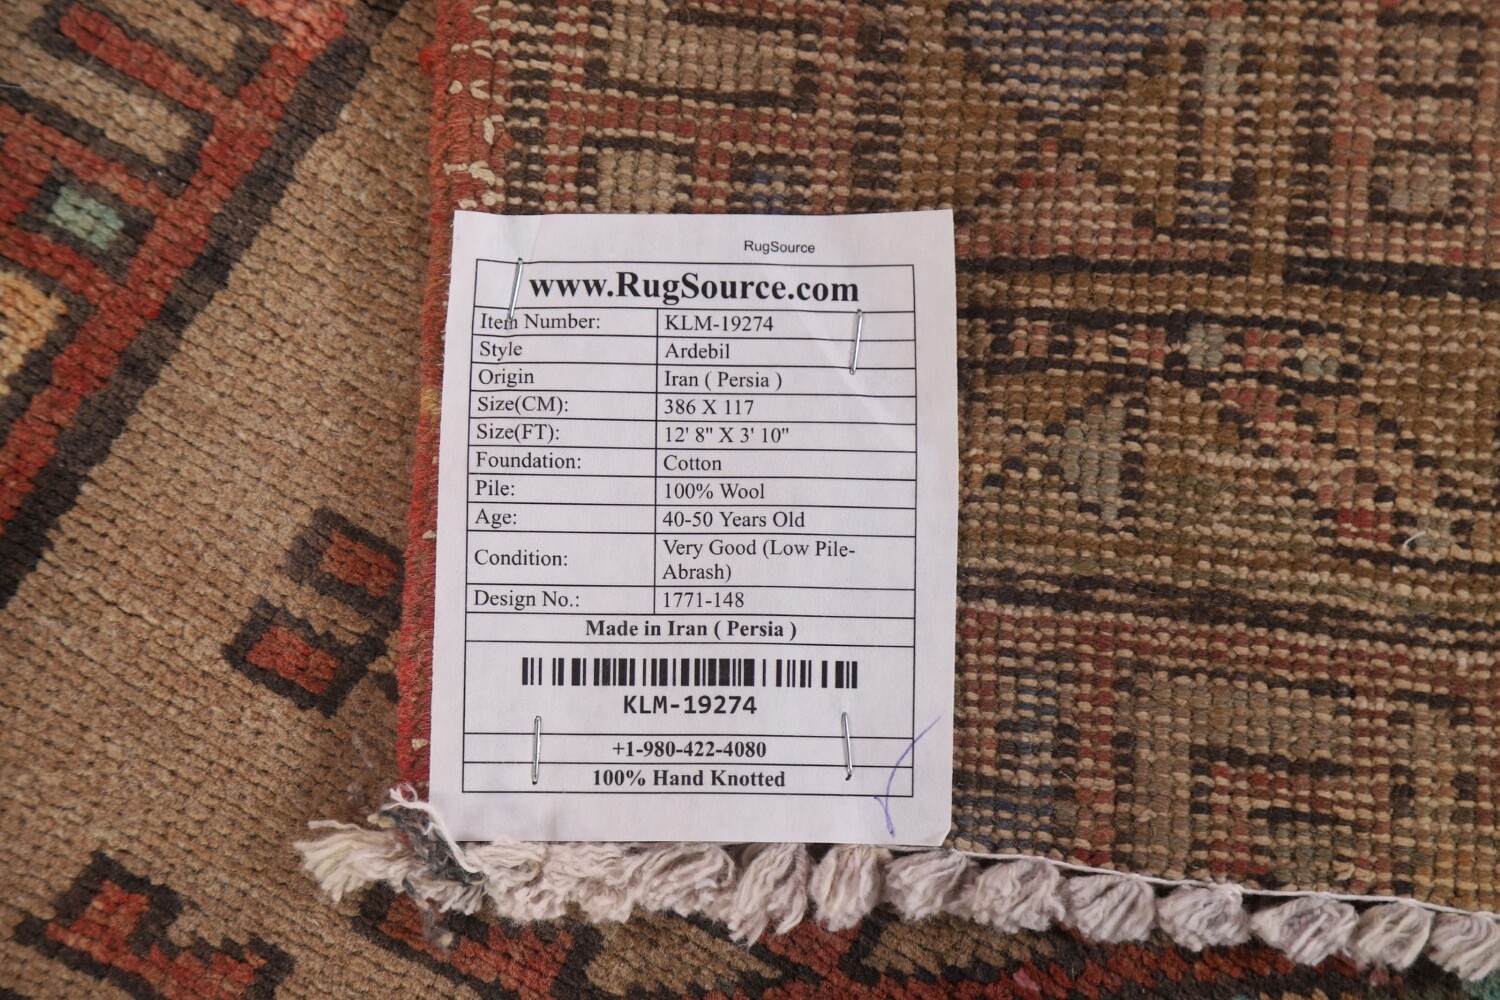 RugSource
www.RugSource.com
Item Number: KLM-19274
Style Ardebil
Origin Iran ( Persia )
Size(CM): 386 X 117
Size(FT): 12' 8" X 3' 10"
Foundation: Cotton
Pile: 100% Wool
Age: 40-50 Years Old
Condition: Very Good (Low Pile-
Abrash)
Design No.: 1771-148
Made in Iran ( Persia )
KLM-19274
+1-980-422-4080
100% Hand Knotted